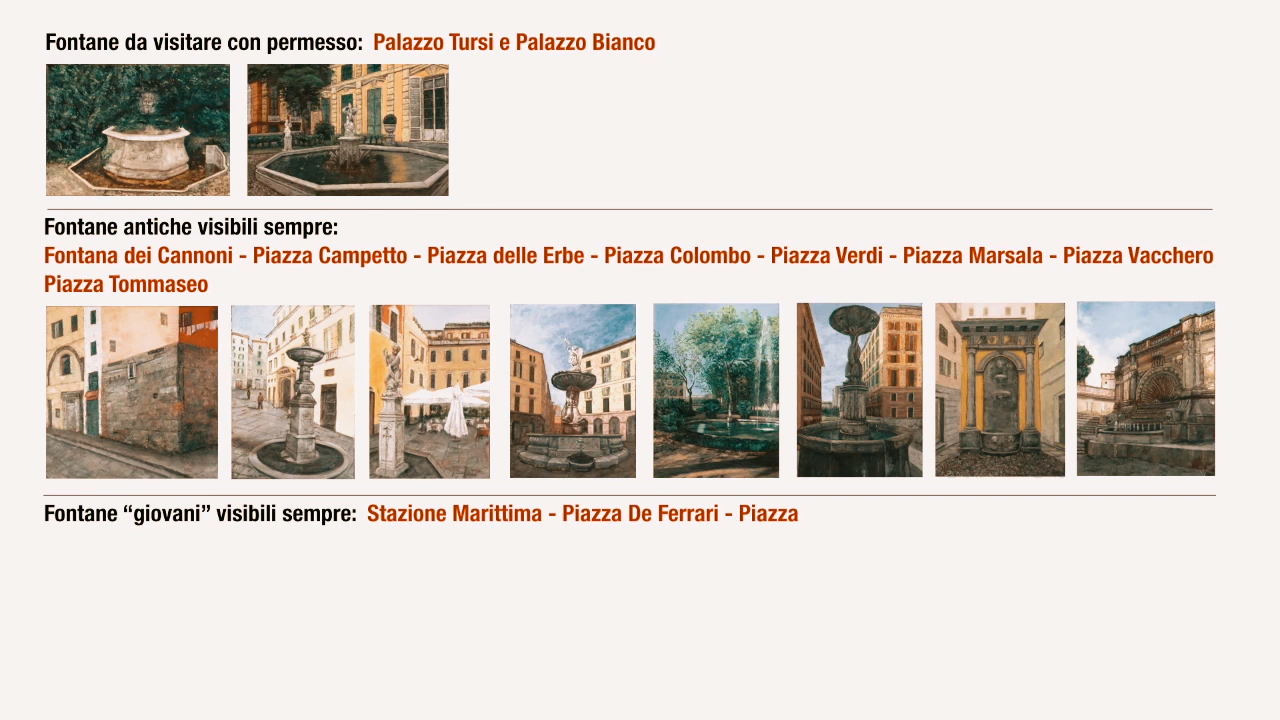 Fontane da visitare con permesso: Palazzo Tursi e Palazzo Bianco
Fontane antiche visibili sempre:
Fontana dei Cannoni - Piazza Campetto - Piazza delle Erbe - Piazza Colombo - Piazza Verdi - Piazza Marsala - Piazza Vacchero
Piazza Tommaseo
Fontane “giovani” visibili sempre: Stazione Marittima - Piazza De Ferrari - Piazza